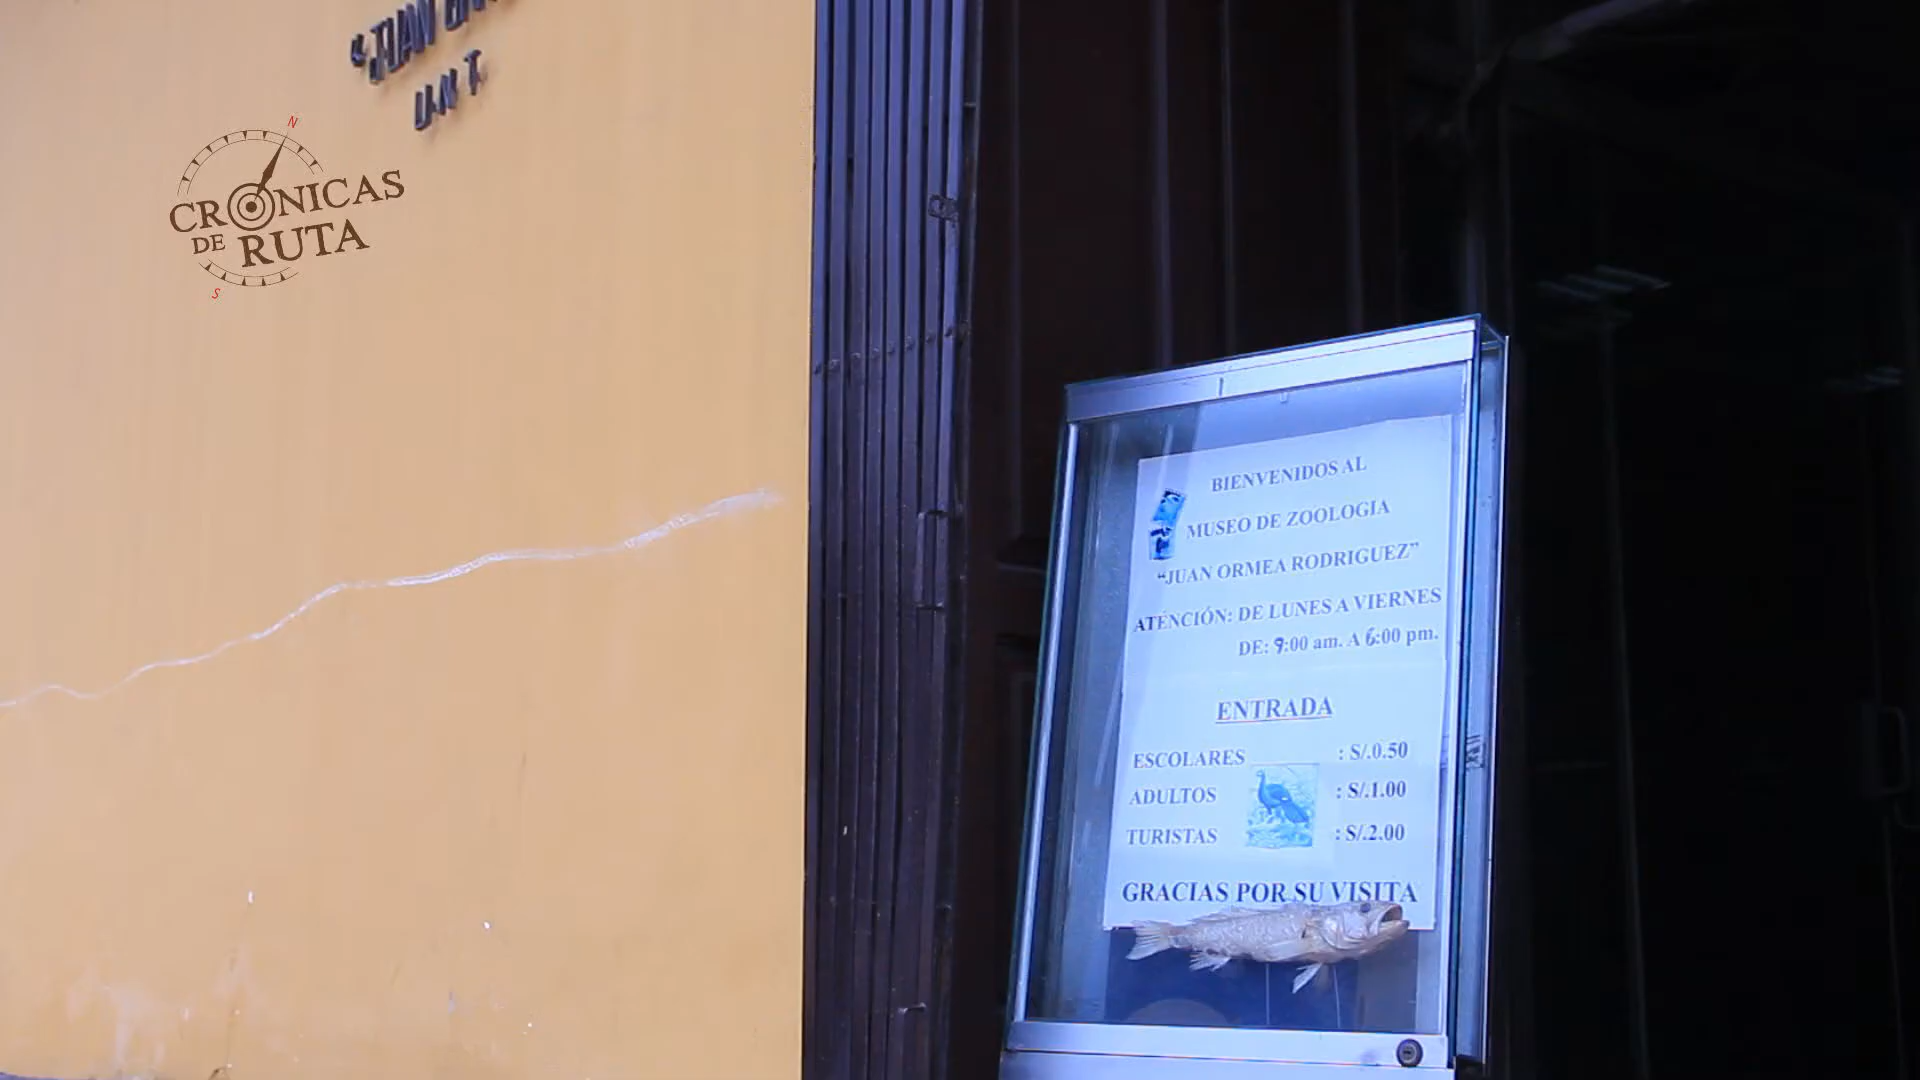 "JUAN
U.N.T.
N
CRONICAS
DE RUTA
S
BIENVENIDOS AL
MUSEO DE ZOOLOGIA
“JUAN ORMEA RODRIGUEZ”
ATENCIÓN: DE LUNES A VIERNES
DE: 9:00 am. A 6:00 pm.
ENTRADA
ESCOLARES : S/.0.50
ADULTOS : S/.1.00
TURISTAS : S/.2.00
GRACIAS POR SU VISITA